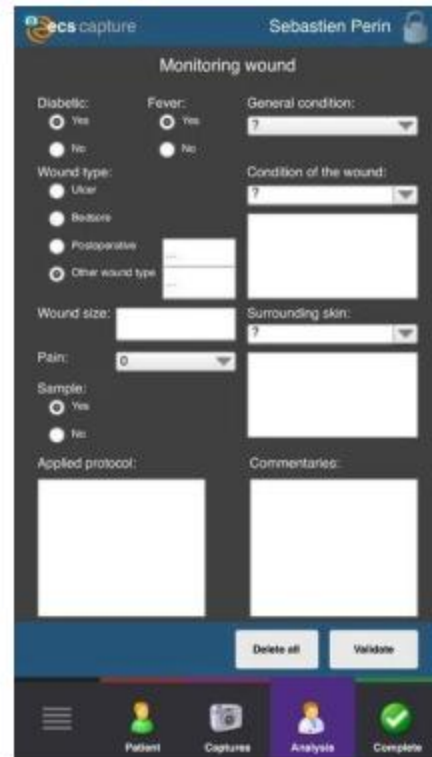 ecs capture
Sebastien Perin
Monitoring wound
Diabetic:
Yes
No
Fever:
Yes
No
General condition:
?
Wound type:
Ulcer
Bedsore
Postoperative
...
Other wound type
...
Condition of the wound:
?
Wound size:
Surrounding skin:
?
Pain:
0
Sample:
Yes
No
Applied protocol:
Commentaries:
Delete all
Validate
Patient
Captures
Analysis
Complete